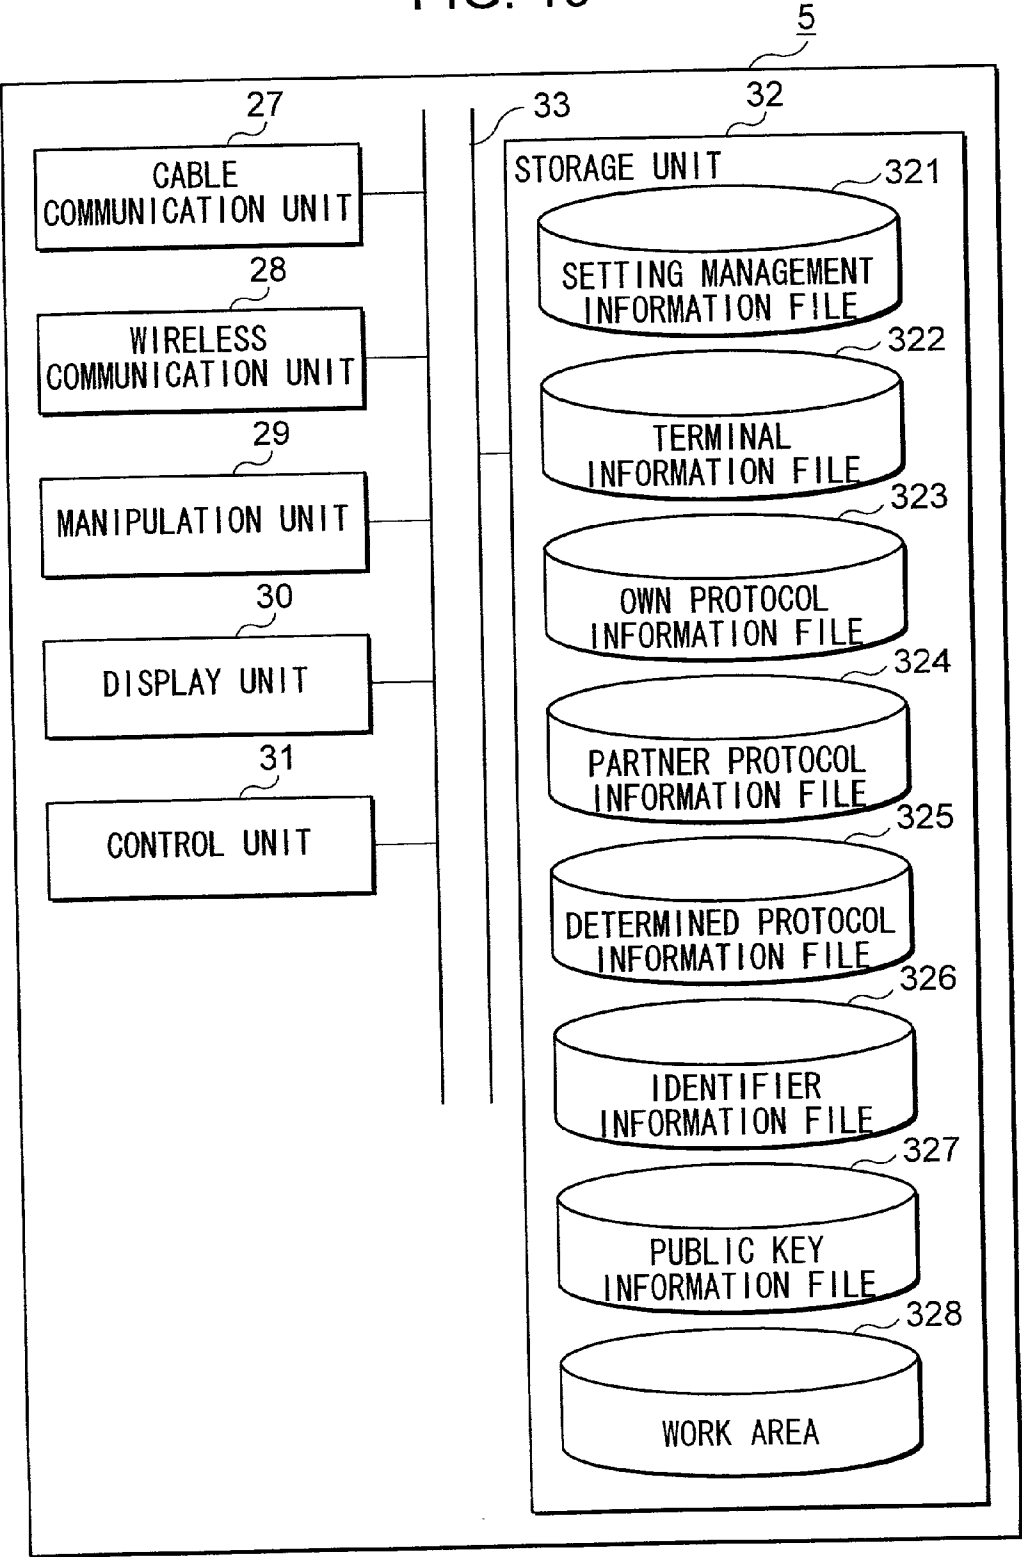 5
27
CABLE
COMMUNICATION UNIT
28
WIRELESS
COMMUNICATION UNIT
29
MANIPULATION UNIT
30
DISPLAY UNIT
31
CONTROL UNIT
33
32
STORAGE UNIT
321
SETTING MANAGEMENT
INFORMATION FILE
322
TERMINAL
INFORMATION FILE
323
OWN PROTOCOL
INFORMATION FILE
324
PARTNER PROTOCOL
INFORMATION FILE
325
DETERMINED PROTOCOL
INFORMATION FILE
326
IDENTIFIER
INFORMATION FILE
327
PUBLIC KEY
INFORMATION FILE
328
WORK AREA